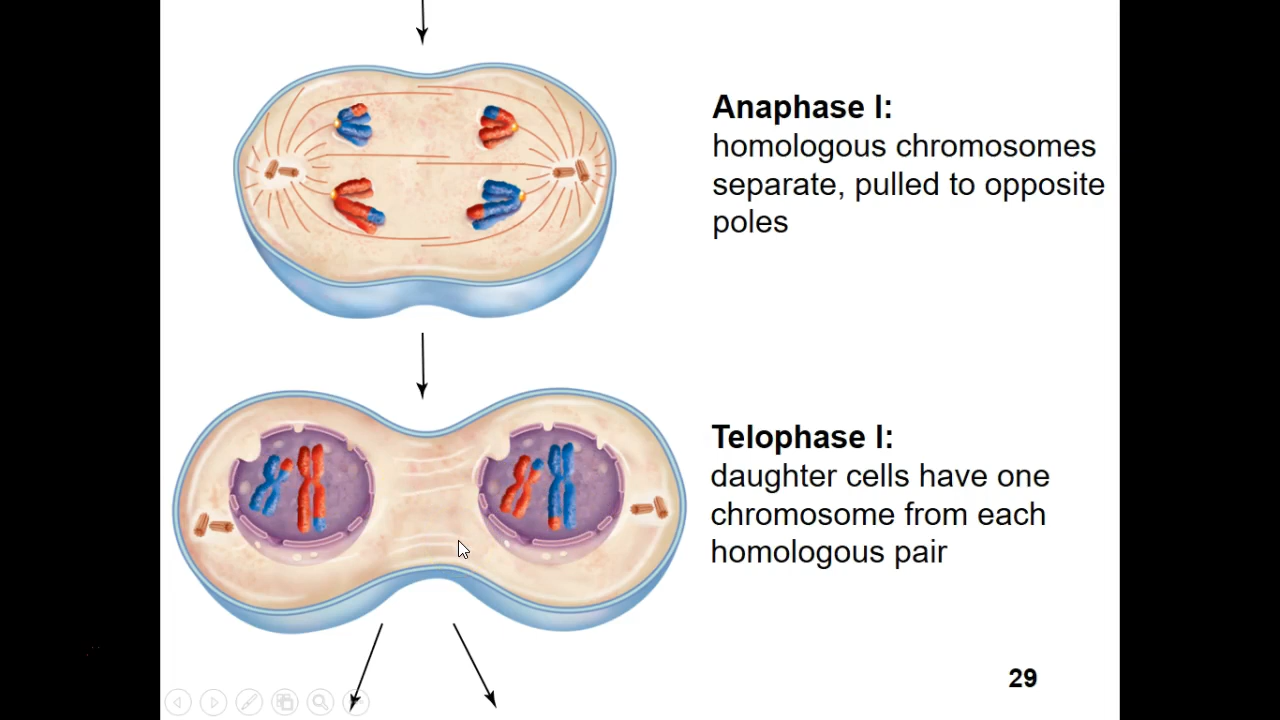 Anaphase I:
homologous chromosomes
separate, pulled to opposite
poles
Telophase I:
daughter cells have one
chromosome from each
homologous pair
29